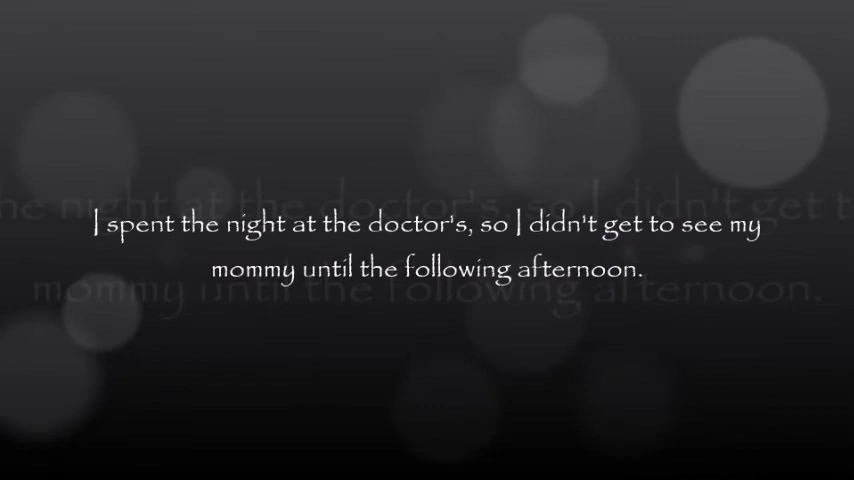 I spent the night at the doctor's, so I didn't get to see my
mommy until the following afternoon.